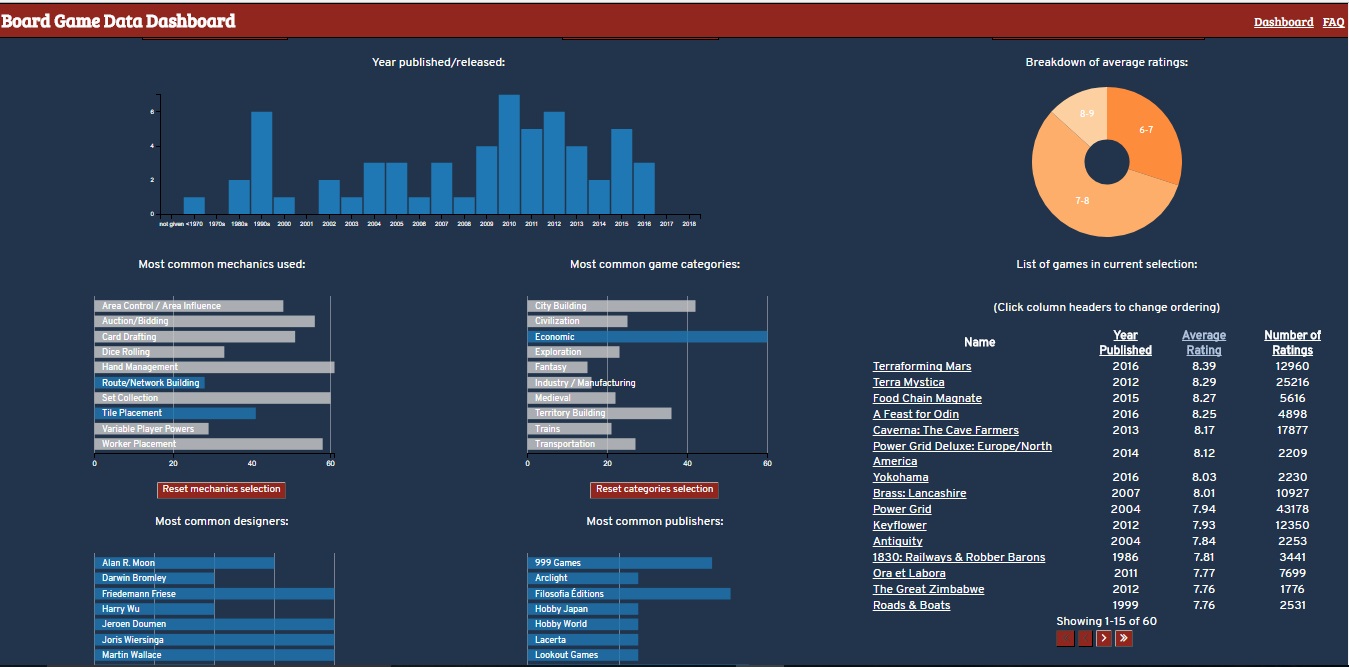 Board Game Data Dashboard
Dashboard FAQ
Year published/released:
6
4
2
0
not given <1970 1970s 1980s 1990s 2000 2001 2002 2003 2004 2005 2006 2007 2008 2009 2010 2011 2012 2013 2014 2015 2016 2017 2018
Breakdown of average ratings:
8-9
6-7
7-8
Most common mechanics used:
Area Control / Area Influence
Auction/Bidding
Card Drafting
Dice Rolling
Hand Management
Route/Network Building
Set Collection
Tile Placement
Variable Player Powers
Worker Placement
0 20 40 60
Reset mechanics selection
Most common game categories:
City Building
Civilization
Economic
Exploration
Fantasy
Industry / Manufacturing
Medieval
Territory Building
Trains
Transportation
0 20 40 60
Reset categories selection
Most common designers:
Alan R. Moon
Darwin Bromley
Friedemann Friese
Harry Wu
Jeroen Doumen
Joris Wiersinga
Martin Wallace
Most common publishers:
999 Games
Arclight
Filosofia Éditions
Hobby Japan
Hobby World
Lacerta
Lookout Games
List of games in current selection:
(Click column headers to change ordering)
Name Year Published Average Rating Number of Ratings
Terraforming Mars 2016 8.39 12960
Terra Mystica 2012 8.29 25216
Food Chain Magnate 2015 8.27 5616
A Feast for Odin 2016 8.25 4898
Caverna: The Cave Farmers 2013 8.17 17877
Power Grid Deluxe: Europe/North
America 2014 8.12 2209
Yokohama 2016 8.03 2230
Brass: Lancashire 2007 8.01 10927
Power Grid 2004 7.94 43178
Keyflower 2012 7.93 12350
Antiquity 2004 7.84 2253
1830: Railways & Robber Barons 1986 7.81 3441
Ora et Labora 2011 7.77 7699
The Great Zimbabwe 2012 7.76 1776
Roads & Boats 1999 7.76 2531
Showing 1-15 of 60
› »